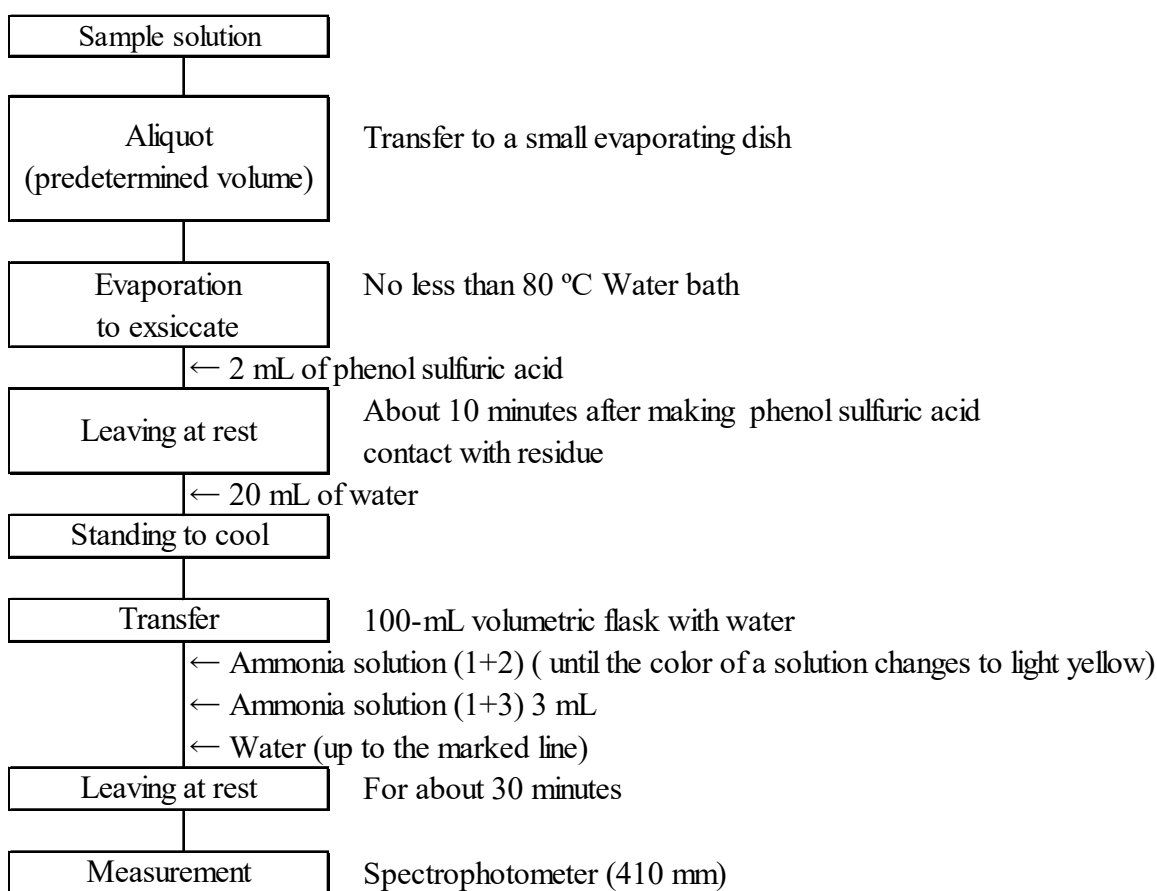 Sample solution
Aliquot
(predetermined volume)
Transfer to a small evaporating dish
Evaporation
to exsiccate
No less than 80 ºC Water bath
← 2 mL of phenol sulfuric acid
Leaving at rest
About 10 minutes after making phenol sulfuric acid
contact with residue
← 20 mL of water
Standing to cool
Transfer
100-mL volumetric flask with water
← Ammonia solution (1+2) ( until the color of a solution changes to light yellow)
← Ammonia solution (1+3) 3 mL
← Water (up to the marked line)
Leaving at rest
For about 30 minutes
Measurement
Spectrophotometer (410 mm)